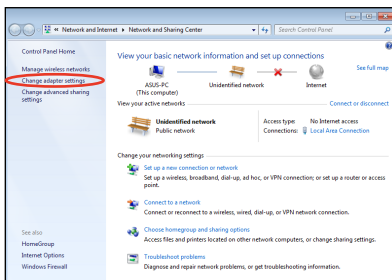 « Network and Internet ▸ Network and Sharing Center
Search Control Panel
Control Panel Home
Manage wireless networks
Change adapter settings
Change advanced sharing
settings
See also
HomeGroup
Internet Options
Windows Firewall
View your basic network information and set up connections
See full map
ASUS-PC
(This computer)
Unidentified network
Internet
View your active networks
Connect or disconnect
Unidentified network
Public network
Access type: No Internet access
Connections: Local Area Connection
Change your networking settings
Set up a new connection or network
Set up a wireless, broadband, dial-up, ad hoc, or VPN connection; or set up a router or access
point.
Connect to a network
Connect or reconnect to a wireless, wired, dial-up, or VPN network connection.
Choose homegroup and sharing options
Access files and printers located on other network computers, or change sharing settings.
Troubleshoot problems
Diagnose and repair network problems, or get troubleshooting information.